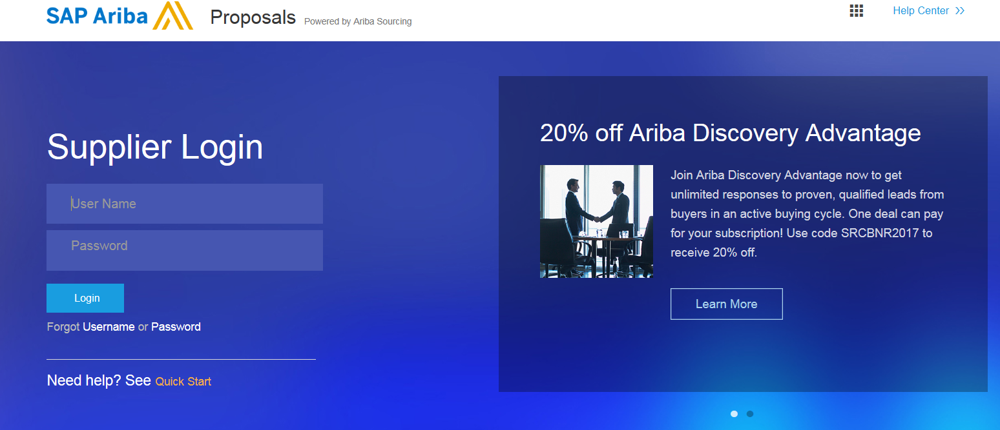 SAP Ariba
Proposals
Powered by Ariba Sourcing
Help Center
Supplier Login
User Name
Password
Login
Forgot Username or Password
Need help? See Quick Start
20% off Ariba Discovery Advantage
Join Ariba Discovery Advantage now to get
unlimited responses to proven, qualified leads from
buyers in an active buying cycle. One deal can pay
for your subscription! Use code SRCBNR2017 to
receive 20% off.
Learn More